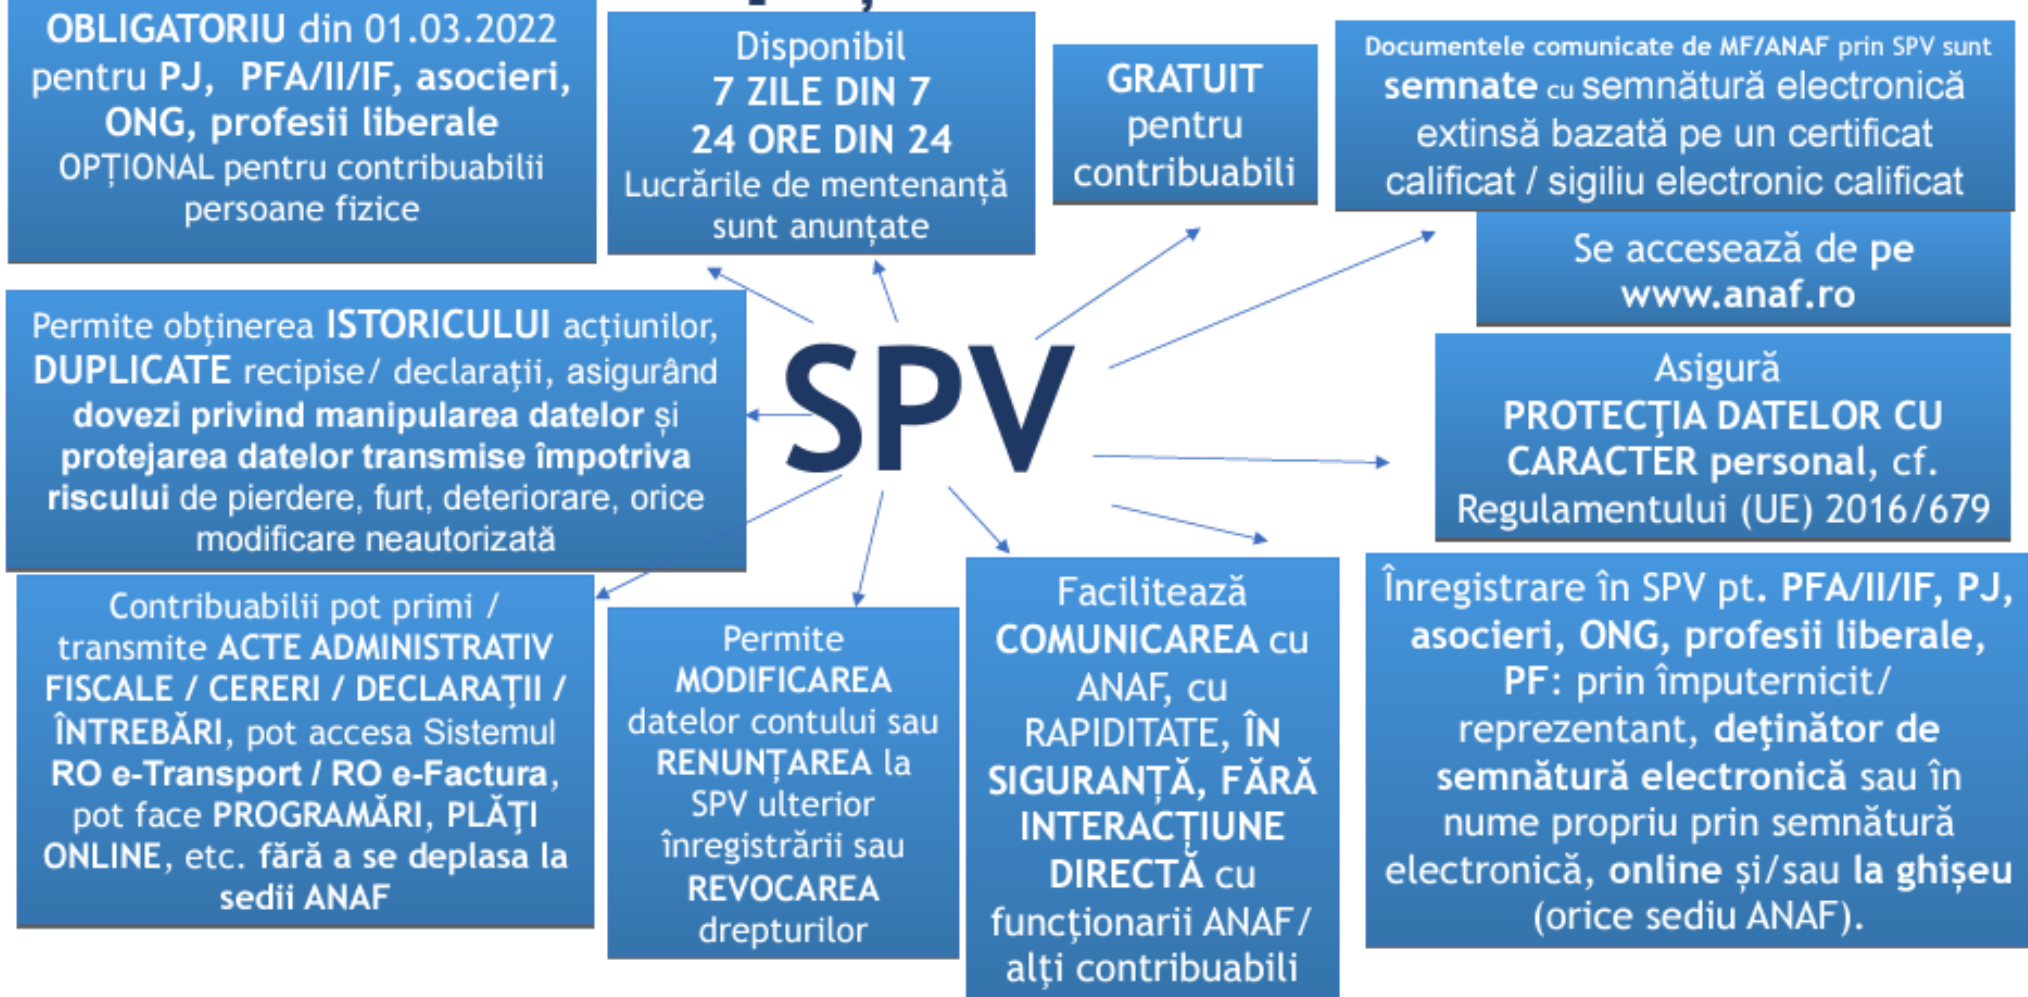 OBLIGATORIU din 01.03.2022
pentru PJ, PFA/II/IF, asocieri,
ONG, profesii liberale
OPȚIONAL pentru contribuabilii
persoane fizice
Disponibil
7 ZILE DIN 7
24 ORE DIN 24
Lucrările de mentenanță
sunt anunțate
GRATUIT
pentru
contribuabili
Documentele comunicate de MF/ANAF prin SPV sunt
semnate cu semnătură electronică
extinsă bazată pe un certificat
calificat / sigiliu electronic calificat
Se accesează de pe
www.anaf.ro
Permite obținerea ISTORICULUI acțiunilor,
DUPLICATE recipise/ declarații, asigurând
dovezi privind manipularea datelor și
protejarea datelor transmise împotriva
riscului de pierdere, furt, deteriorare, orice
modificare neautorizată
SPV
Asigură
PROTECŢIA DATELOR CU
CARACTER personal, cf.
Regulamentului (UE) 2016/679
Contribuabilii pot primi /
transmite ACTE ADMINISTRATIV
FISCALE / CERERI / DECLARAŢII /
ÎNTREBĂRI, pot accesa Sistemul
RO e-Transport / RO e-Factura,
pot face PROGRAMĂRI, PLĂŢI
ONLINE, etc. fără a se deplasa la
sedii ANAF
Permite
MODIFICAREA
datelor contului sau
RENUNȚAREA la
SPV ulterior
înregistrării sau
REVOCAREA
drepturilor
Facilitează
COMUNICAREA cu
ANAF, cu
RAPIDITATE, ÎN
SIGURANȚĂ, FĂRĂ
INTERACȚIUNE
DIRECTĂ cu
funcționarii ANAF/
alți contribuabili
Înregistrare în SPV pt. PFA/II/IF, PJ,
asocieri, ONG, profesii liberale,
PF: prin împuternicit/
reprezentant, deţinător de
semnătură electronică sau în
nume propriu prin semnătură
electronică, online și/sau la ghișeu
(orice sediu ANAF).